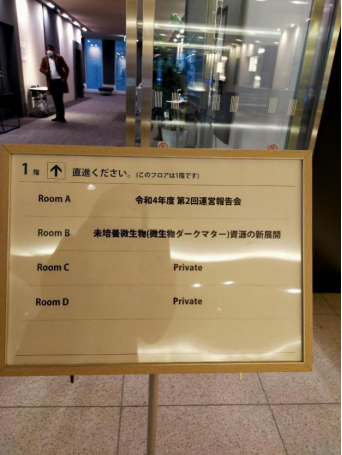 1階 ↑ 直進ください。(このフロアは1階です)
Room A 令和4年度 第2回運営報告会
Room B 未培養微生物(微生物ダークマター)資源の新展開
Room C Private
Room D Private